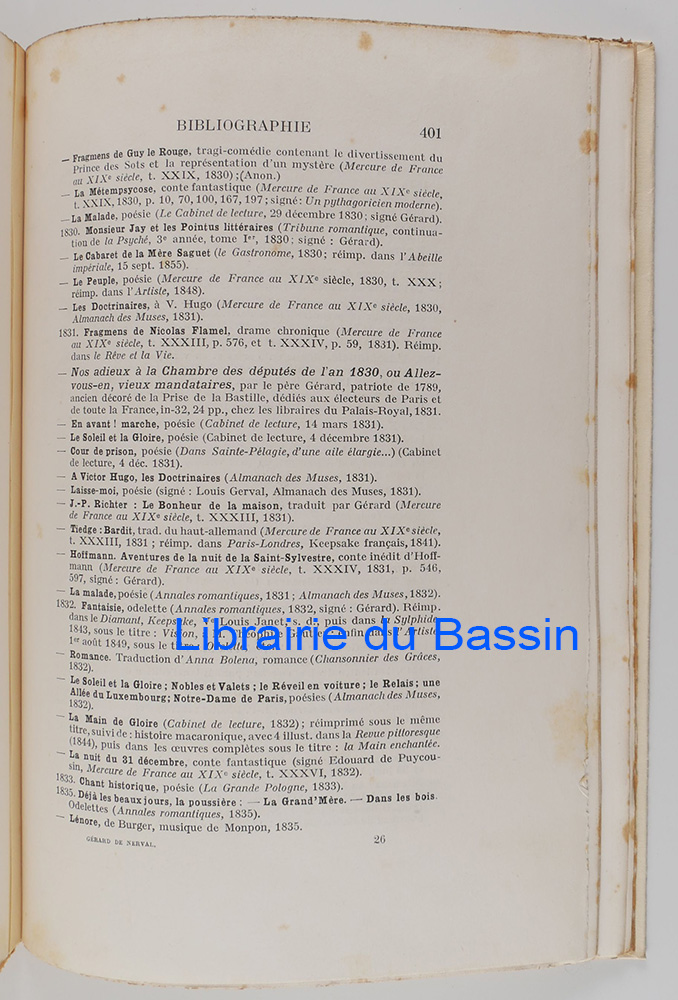 BIBLIOGRAPHIE 401
— Fragmens de Guy le Rouge, tragi-comédie contenant le divertissement du
Prince des Sots et la représentation d'un mystère (Mercure de France
au XIXe siècle, t. XXIX, 1830) ;(Anon.)
— La Métempsycose, conte fantastique (Mercure de France au XIXe siècle,
t. XXIX, 1830, p. 10, 70, 100, 167, 197 ; signé : Un pythagoricien moderne).
— La Malade, poésie (Le Cabinet de lecture, 29 décembre 1830 ; signé Gérard).
1830. Monsieur Jay et les Pointus littéraires (Tribune romantique, continua-
tion de la Psyché, 3e année, tome Ier, 1830 ; signé : Gérard).
— Le Cabaret de la Mère Saguet (le Gastronome, 1830 ; réimp. dans l'Abeille
impériale, 15 sept. 1855).
— Le Peuple, poésie (Mercure de France au XIXe siècle, 1830, t. XXX ;
réimp. dans l'Artiste, 1848).
— Les Doctrinaires, à V. Hugo (Mercure de France au XIXe siècle, 1830,
Almanach des Muses, 1831).
1831. Fragmens de Nicolas Flamel, drame chronique (Mercure de France
au XIXe siècle, t. XXXIII, p. 576, et t. XXXIV, p. 59, 1831). Réimp.
dans le Rêve et la Vie.
— Nos adieux à la Chambre des députés de l'an 1830, ou Allez-
vous-en, vieux mandataires, par le père Gérard, patriote de 1789,
ancien décoré de la Prise de la Bastille, dédiés aux électeurs de Paris et
de toute la France, in-32, 24 pp., chez les libraires du Palais-Royal, 1831.
— En avant ! marche, poésie (Cabinet de lecture, 14 mars 1831).
— Le Soleil et la Gloire, poésie (Cabinet de lecture, 4 décembre 1831).
— Cour de prison, poésie (Dans Sainte-Pélagie, d'une aile élargie...) (Cabinet
de lecture, 4 déc. 1831).
— A Victor Hugo, les Doctrinaires (Almanach des Muses, 1831).
— Laisse-moi, poésie (signé : Louis Gerval, Almanach des Muses, 1831).
— J.-P. Richter : Le Bonheur de la maison, traduit par Gérard (Mercure
de France au XIXe siècle, t. XXXIII, 1831).
— Tiedge : Bardit, trad. du haut-allemand (Mercure de France au XIXe siècle,
t. XXXIII, 1831 ; réimp. dans Paris-Londres, Keepsake français, 1841).
— Hoffmann. Aventures de la nuit de la Saint-Sylvestre, conte inédit d'Hoff-
mann (Mercure de France au XIXe siècle, t. XXXIV, 1831, p. 546,
597, signé : Gérard).
— La malade, poésie (Annales romantiques, 1831 ; Almanach des Muses, 1832).
1832. Fantaisie, odelette (Annales romantiques, 1832, signé : Gérard). Réimp.
dans le Diamant, Keepsake, Louis Janet, s. d., puis dans la Sylphide
1843, sous le titre : Vision, à M. Théophile Gautier ; enfin dans l'Artiste
1er août 1849, sous le titre
Librairie du Bassin
— Romance. Traduction d'Anna Bolena, romance (Chansonnier des Grâces,
1832).
— Le Soleil et la Gloire ; Nobles et Valets ; le Réveil en voiture ; le Relais ; une
Allée du Luxembourg ; Notre-Dame de Paris, poésies (Almanach des Muses,
1832).
— La Main de Gloire (Cabinet de lecture, 1832) ; réimprimé sous le même
titre, suivi de : histoire macaronique, avec 4 illust. dans la Revue pittoresque
(1844), puis dans les œuvres complètes sous le titre : la Main enchantée.
— La nuit du 31 décembre, conte fantastique (signé Edouard de Puycou-
sin, Mercure de France au XIXe siècle, t. XXXVI, 1832).
1833. Chant historique, poésie (La Grande Pologne, 1833).
1835. Déjà les beaux jours, la poussière : — La Grand'Mère. — Dans les bois.
Odelettes (Annales romantiques, 1835).
— Lénore, de Burger, musique de Monpon, 1835.
GÉRARD DE NERVAL. 26